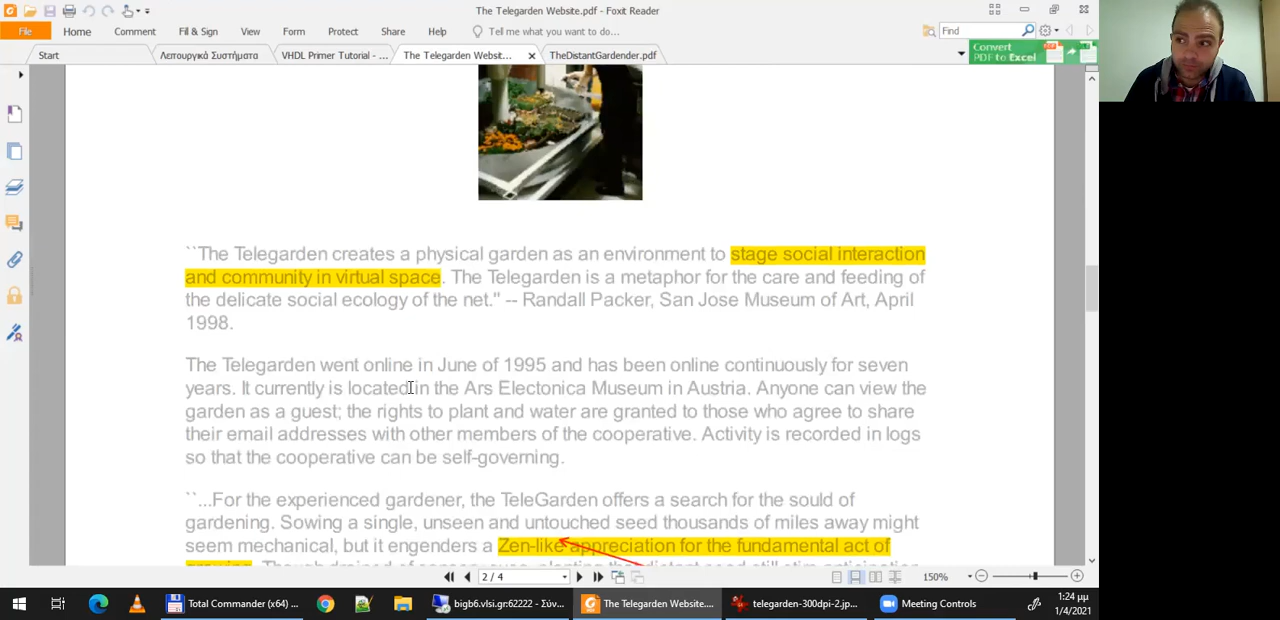 The Telegarden Website.pdf - Foxit Reader
File Home Comment Fill & Sign View Form Protect Share Help Tell me what you want to do... Find
Start Λειτουργικά Συστήματα VHDL Primer Tutorial - ... The Telegarden Websit... TheDistantGardender.pdf
Convert
PDF to Excel
``The Telegarden creates a physical garden as an environment to stage social interaction
and community in virtual space. The Telegarden is a metaphor for the care and feeding of
the delicate social ecology of the net.'' -- Randall Packer, San Jose Museum of Art, April
1998.
The Telegarden went online in June of 1995 and has been online continuously for seven
years. It currently is located in the Ars Electonica Museum in Austria. Anyone can view the
garden as a guest; the rights to plant and water are granted to those who agree to share
their email addresses with other members of the cooperative. Activity is recorded in logs
so that the cooperative can be self-governing.
``...For the experienced gardener, the TeleGarden offers a search for the sould of
gardening. Sowing a single, unseen and untouched seed thousands of miles away might
seem mechanical, but it engenders a Zen-like appreciation for the fundamental act of
2 / 4 150%
Total Commander (x64) ... bigb6.vlsi.gr:62222 - Σύν... The Telegarden Website.... telegarden-300dpi-2.jp... Meeting Controls
1:24 μμ
1/4/2021